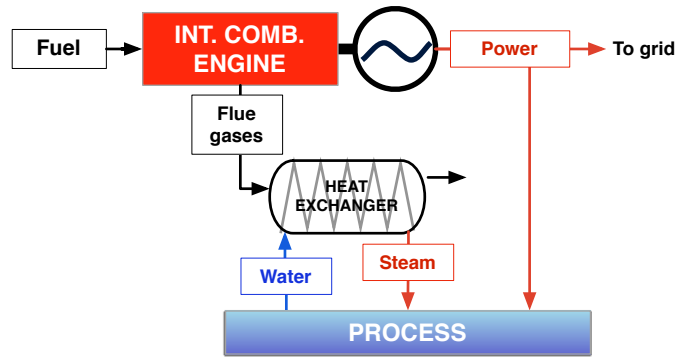 Fuel
INT. COMB.
ENGINE
Power
To grid
Flue
gases
HEAT
EXCHANGER
Water
Steam
PROCESS